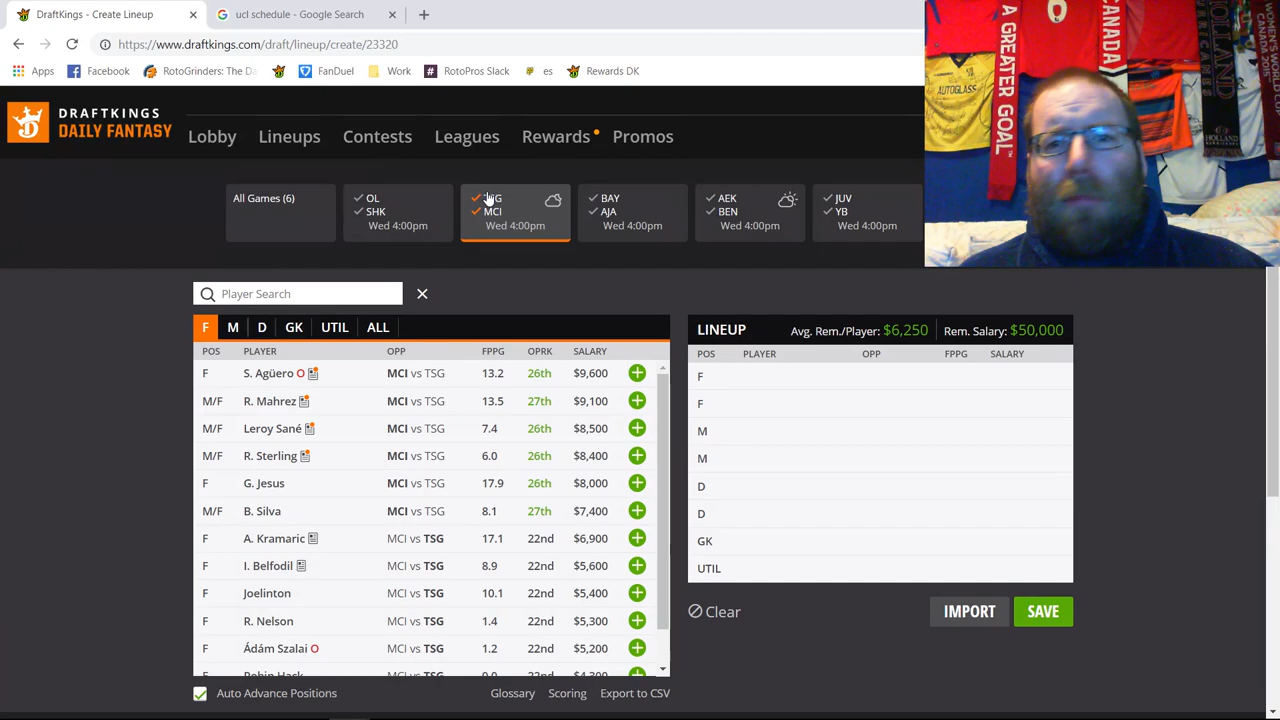 DraftKings - Create Lineup
ucl schedule - Google Search
https://www.draftkings.com/draft/lineup/create/23320
Apps Facebook RotoGrinders: The Da FanDuel Work RotoPros Slack es Rewards DK
DRAFTKINGS
DAILY FANTASY
Lobby Lineups Contests Leagues Rewards Promos
All Games (6)
OL
SHK
Wed 4:00pm
MCI
Wed 4:00pm
BAY
AJA
Wed 4:00pm
AEK
BEN
Wed 4:00pm
JUV
YB
Wed 4:00pm
A GREATER GOAL
CANADA
AUTOGLASS
HOLLAND
WOMEN'S WORLD CUP
CANADA 2015
Player Search
F M D GK UTIL ALL
POS PLAYER OPP FPPG OPRK SALARY
F S. Agüero O MCI vs TSG 13.2 26th $9,600
M/F R. Mahrez MCI vs TSG 13.5 27th $9,100
M/F Leroy Sané MCI vs TSG 7.4 26th $8,500
M/F R. Sterling MCI vs TSG 6.0 26th $8,400
F G. Jesus MCI vs TSG 17.9 26th $8,000
M/F B. Silva MCI vs TSG 8.1 27th $7,400
F A. Kramaric MCI vs TSG 17.1 22nd $6,900
F I. Belfodil MCI vs TSG 8.9 22nd $5,600
F Joelinton MCI vs TSG 10.1 22nd $5,400
F R. Nelson MCI vs TSG 1.4 22nd $5,300
F Ádám Szalai O MCI vs TSG 1.2 22nd $5,200
Robin Hack
Auto Advance Positions
Glossary Scoring Export to CSV
LINEUP Avg. Rem./Player: $6,250 Rem. Salary: $50,000
POS PLAYER OPP FPPG SALARY
F
F
M
M
D
D
GK
UTIL
Clear
IMPORT
SAVE